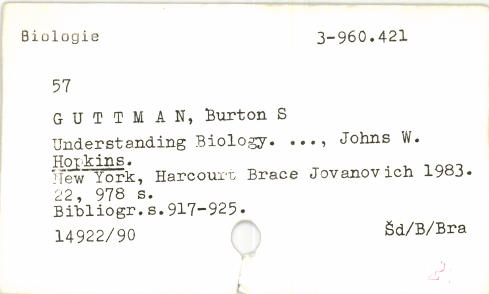 Biologie 3-960.421
57
G U T T M A N, Burton S
Understanding Biology. ..., Johns W.
Hopkins.
New York, Harcourt Brace Jovanovich 1983.
22, 978 s.
Bibliogr.s.917-925.
14922/90 Šd/B/Bra